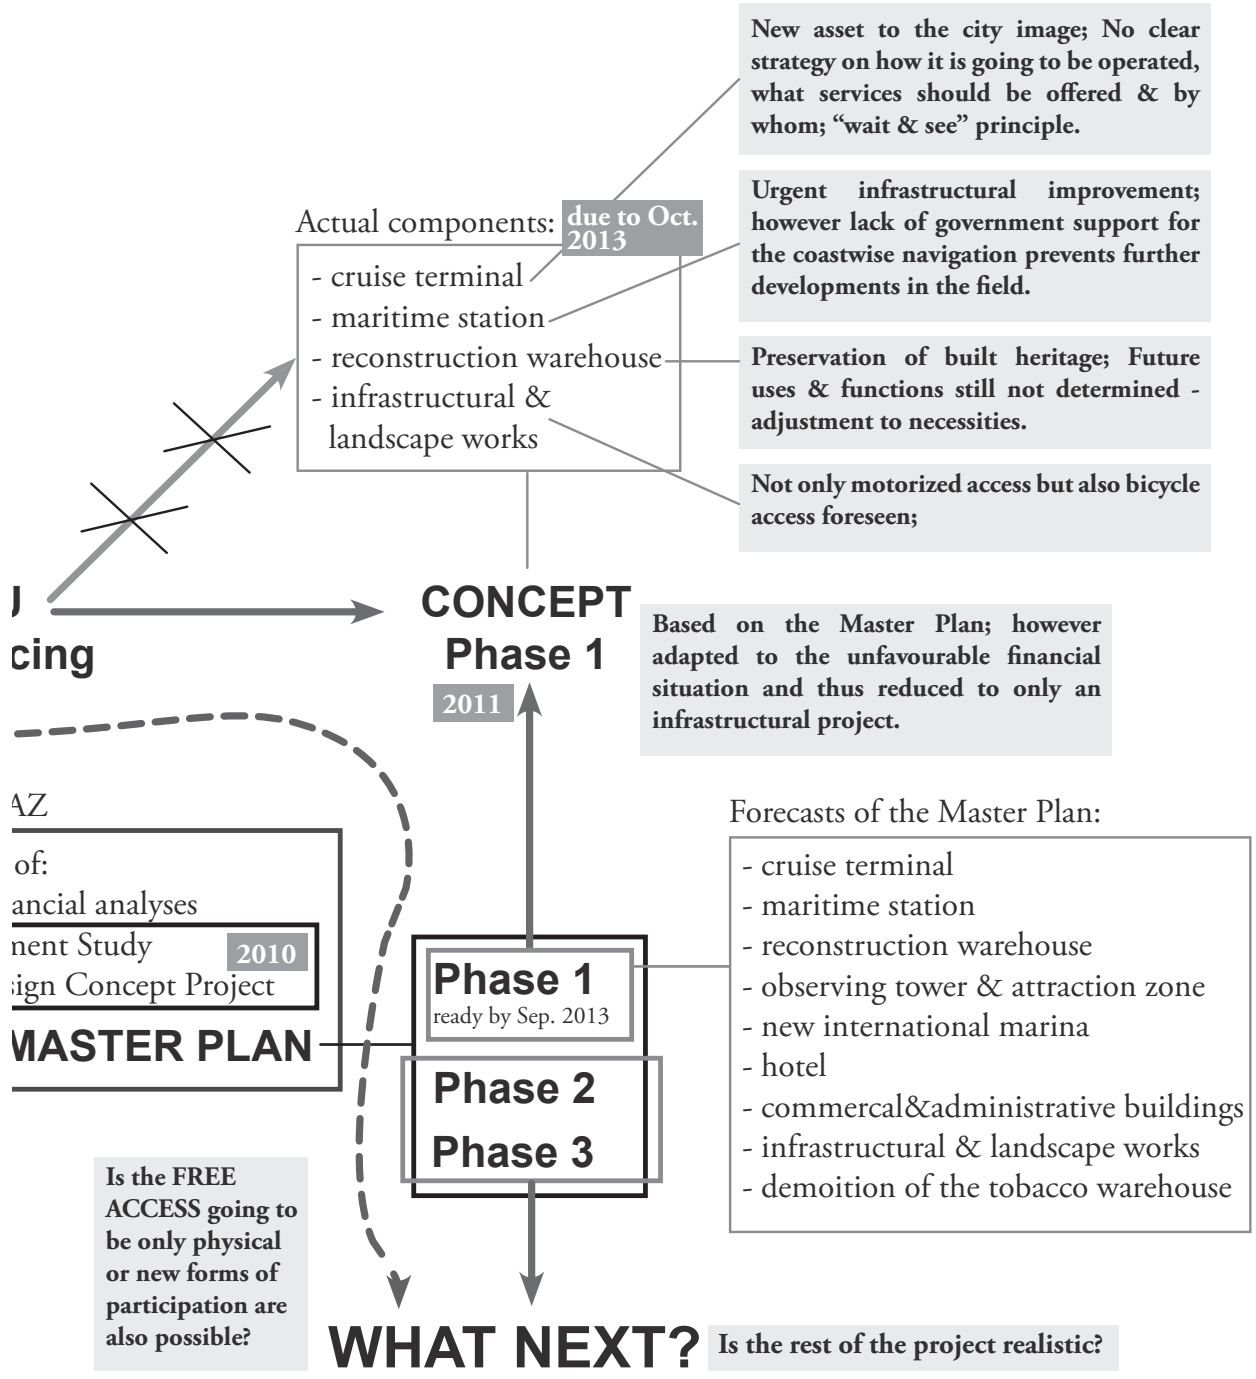 New asset to the city image; No clear
strategy on how it is going to be operated,
what services should be offered & by
whom; “wait & see” principle.
Urgent infrastructural improvement;
however lack of government support for
the coastwise navigation prevents further
developments in the field.
Actual components:
due to Oct.
2013
- cruise terminal
- maritime station
- reconstruction warehouse
- infrastructural &
landscape works
Preservation of built heritage; Future
uses & functions still not determined -
adjustment to necessities.
Not only motorized access but also bicycle
access foreseen;
cing
CONCEPT
Phase 1
2011
Based on the Master Plan; however
adapted to the unfavourable financial
situation and thus reduced to only an
infrastructural project.
AZ
of:
ancial analyses
ment Study
2010
sign Concept Project
MASTER PLAN
Phase 1
ready by Sep. 2013
Phase 2
Phase 3
Forecasts of the Master Plan:
- cruise terminal
- maritime station
- reconstruction warehouse
- observing tower & attraction zone
- new international marina
- hotel
- commercal&administrative buildings
- infrastructural & landscape works
- demoition of the tobacco warehouse
Is the FREE
ACCESS going to
be only physical
or new forms of
participation are
also possible?
WHAT NEXT?
Is the rest of the project realistic?